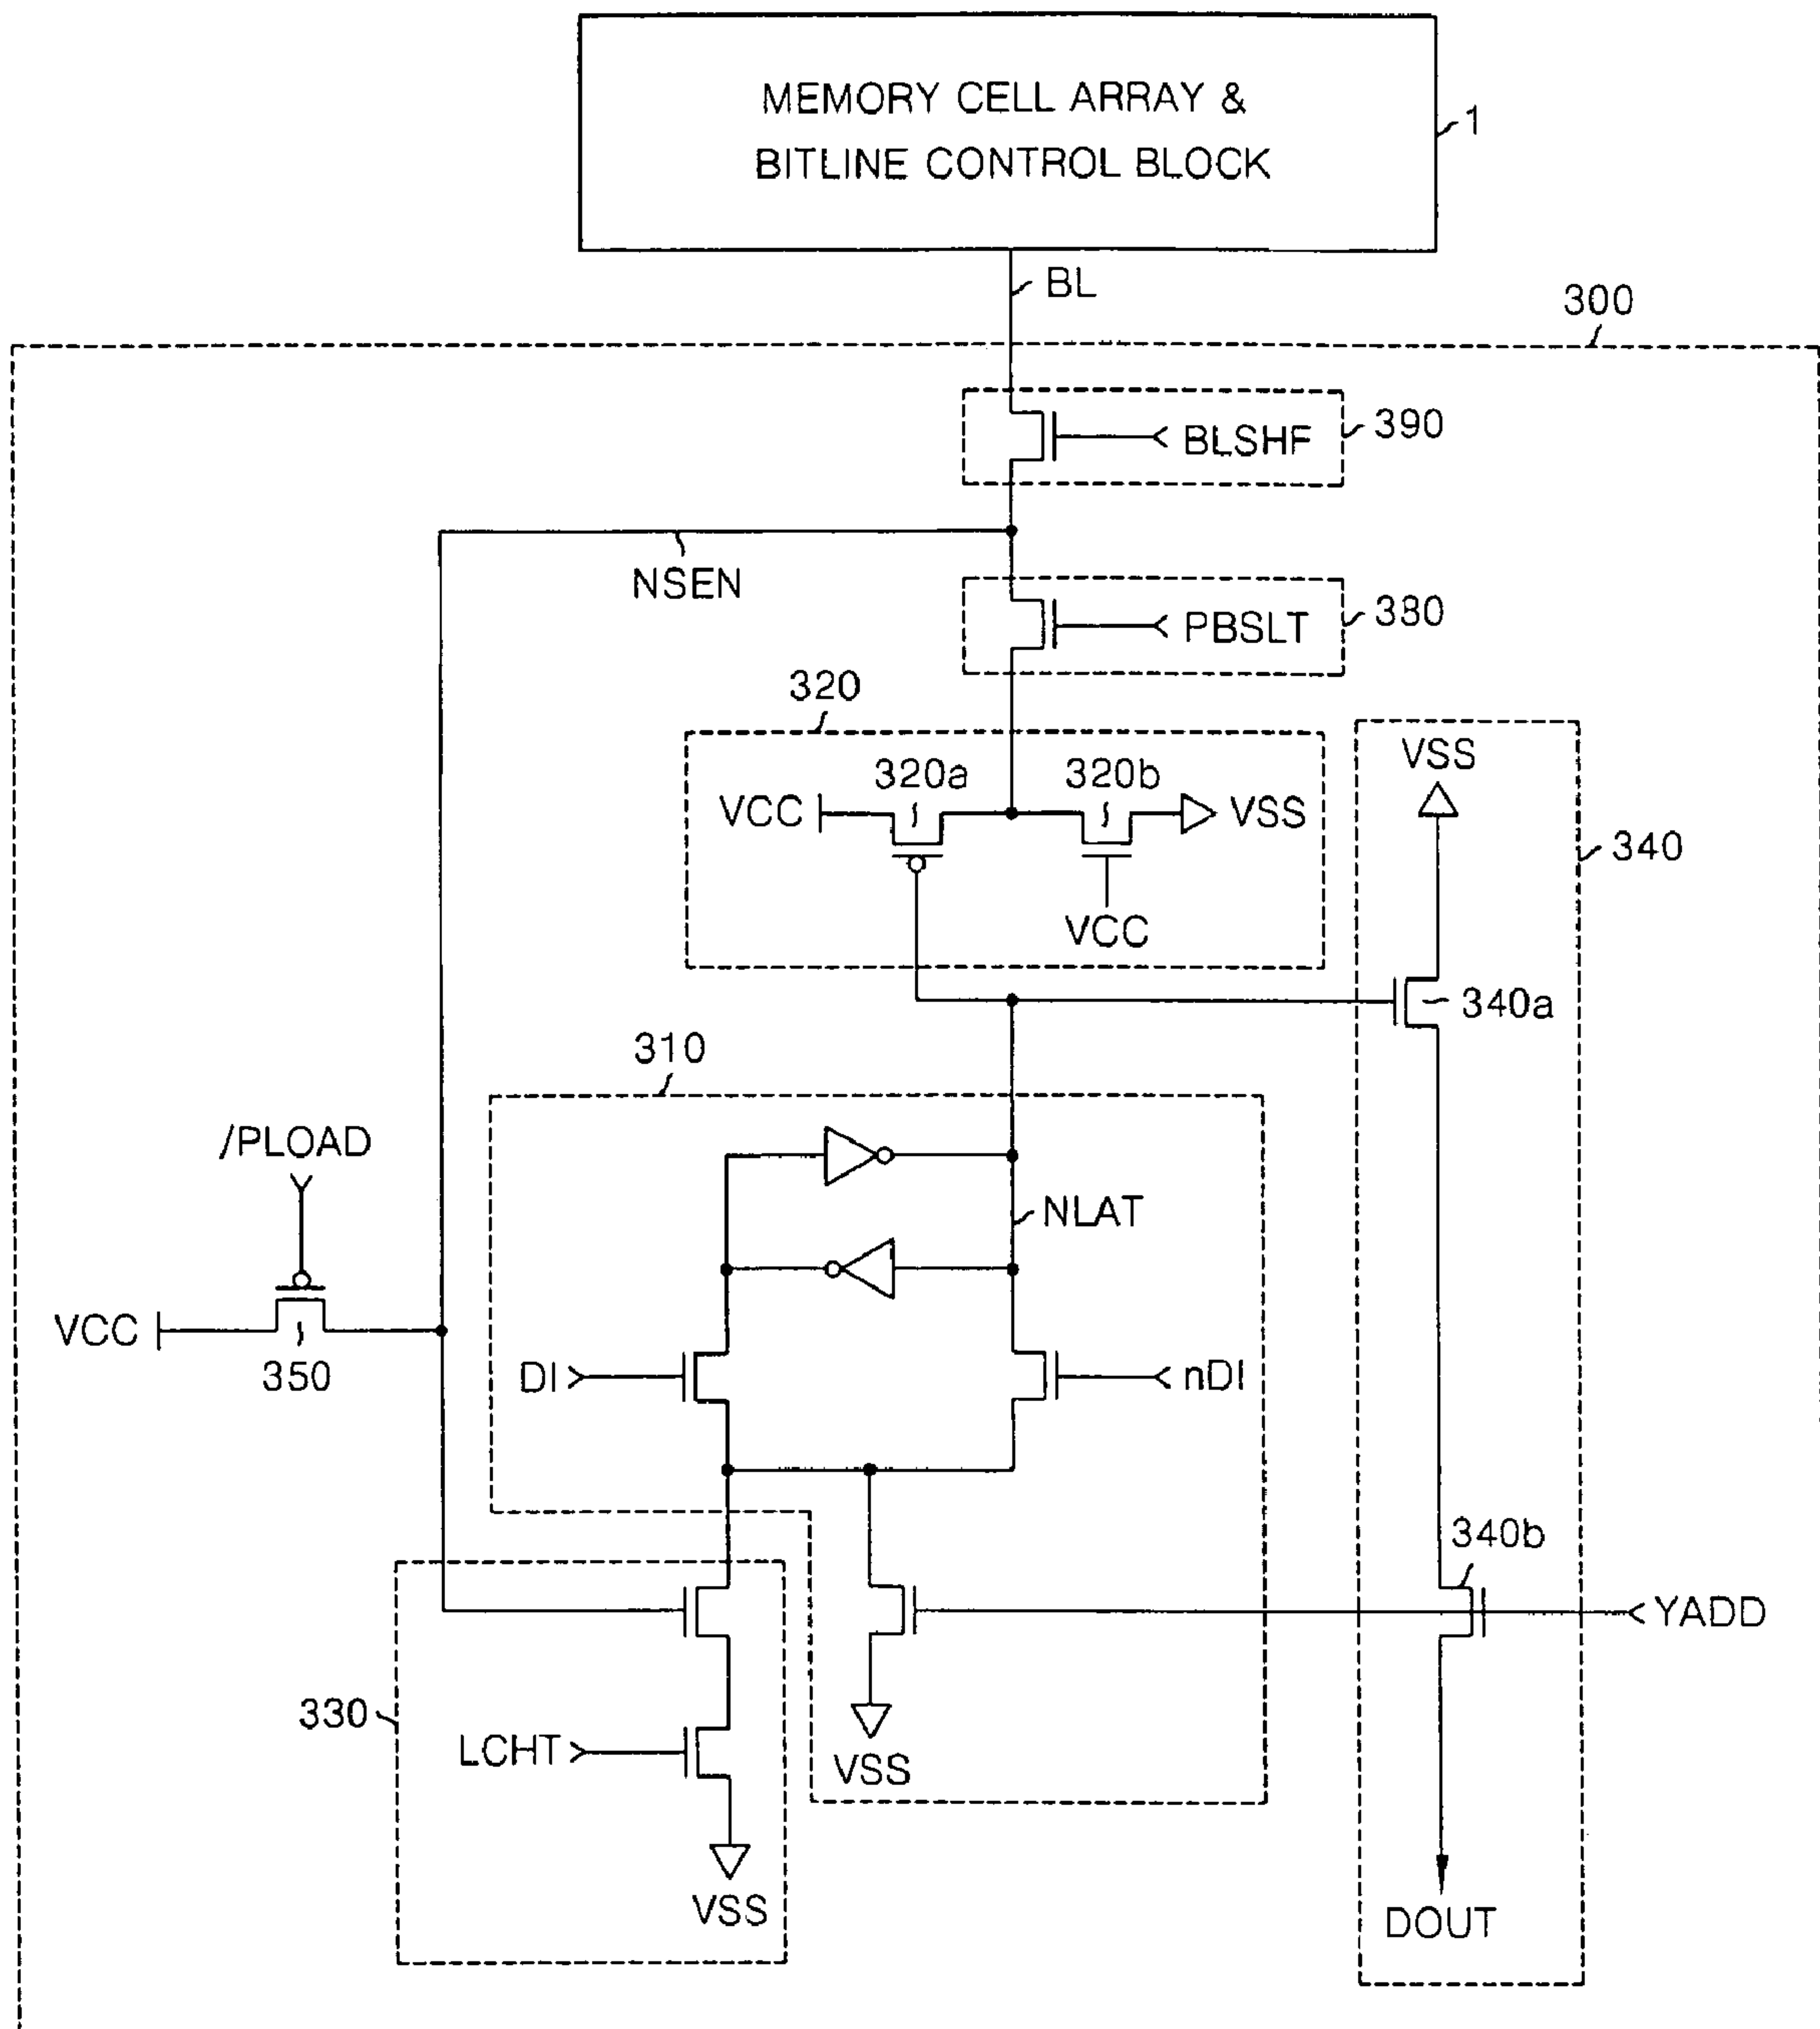 MEMORY CELL ARRAY &
BITLINE CONTROL BLOCK
1
BL
300
BLSHF
390
NSEN
PBSLT
380
320
320a
320b
VCC
VSS
VCC
VSS
340
340a
310
/PLOAD
NLAT
VCC
350
DI
nDI
340b
YADD
330
LCHT
VSS
VSS
DOUT